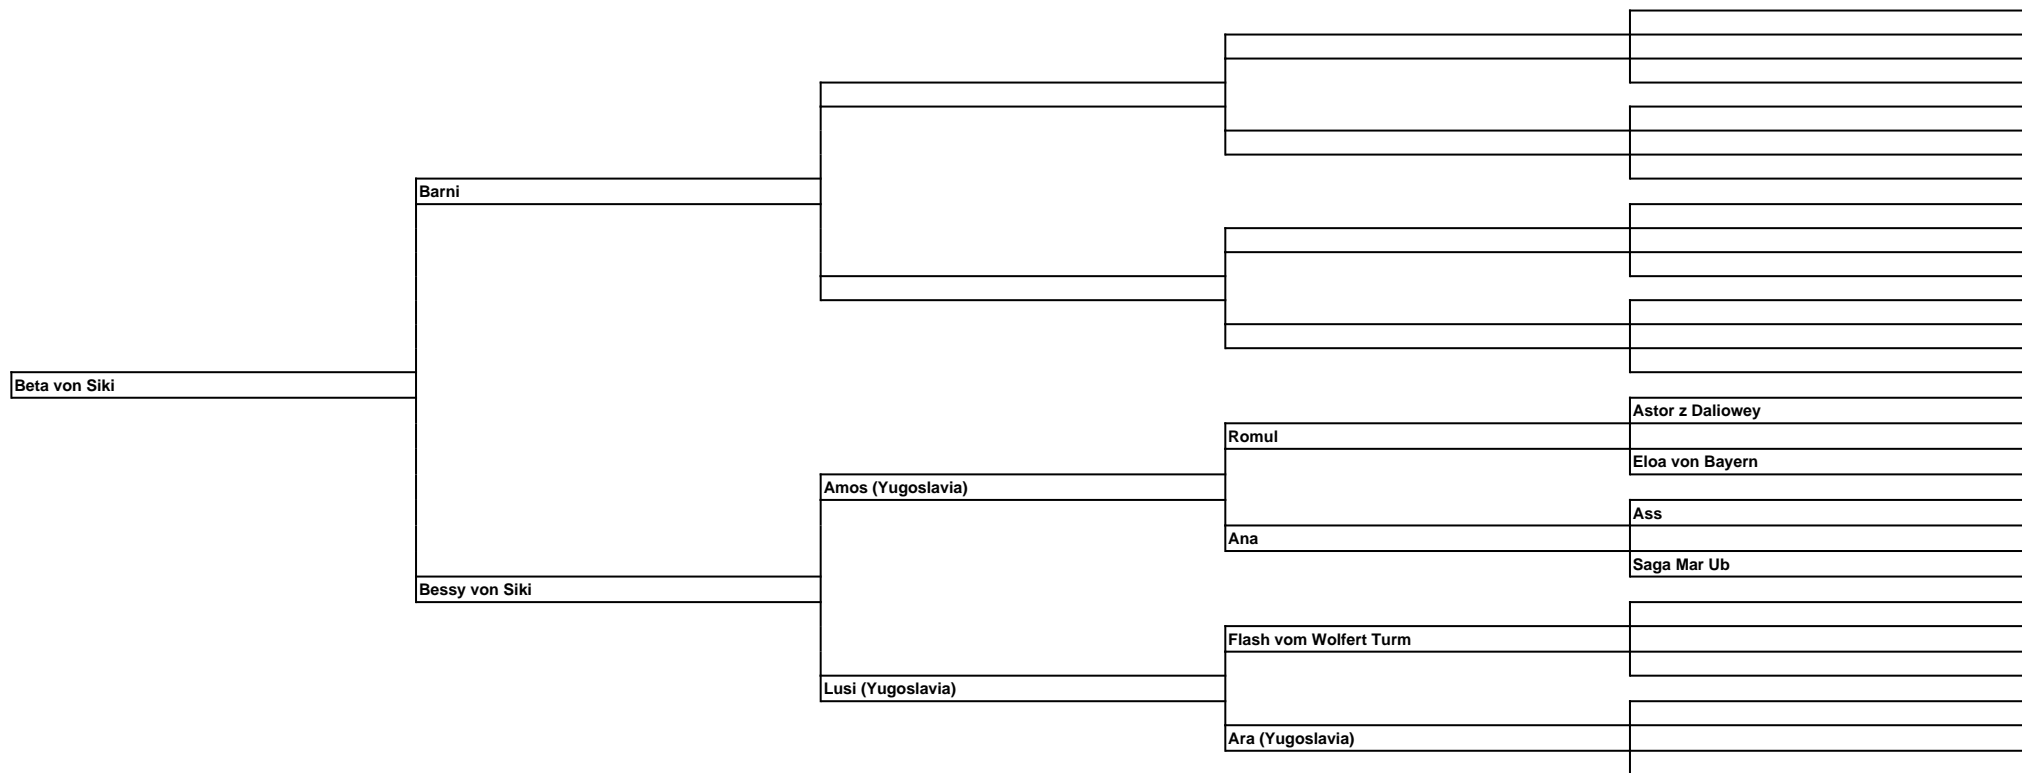 Barni
Beta von Siki
Astor z Daliowey
Romul
Eloa von Bayern
Amos (Yugoslavia)
Ass
Ana
Saga Mar Ub
Bessy von Siki
Flash vom Wolfert Turm
Lusi (Yugoslavia)
Ara (Yugoslavia)